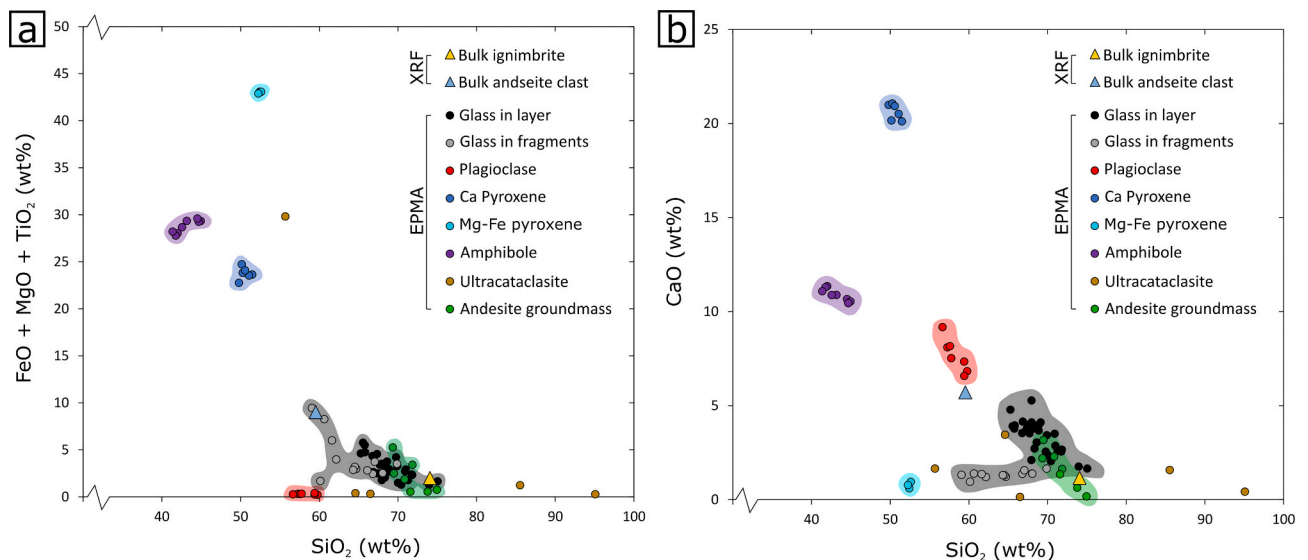 a
FeO + MgO + TiO₂ (wt%)
50
45
40
35
30
25
20
15
10
5
0
40 50 60 70 80 90 100
SiO₂ (wt%)
XRF
Bulk ignimbrite
Bulk andseite clast
EPMA
Glass in layer
Glass in fragments
Plagioclase
Ca Pyroxene
Mg-Fe pyroxene
Amphibole
Ultracataclasite
Andesite groundmass
b
CaO (wt%)
25
20
15
10
5
0
40 50 60 70 80 90 100
SiO₂ (wt%)
XRF
Bulk ignimbrite
Bulk andseite clast
EPMA
Glass in layer
Glass in fragments
Plagioclase
Ca Pyroxene
Mg-Fe pyroxene
Amphibole
Ultracataclasite
Andesite groundmass